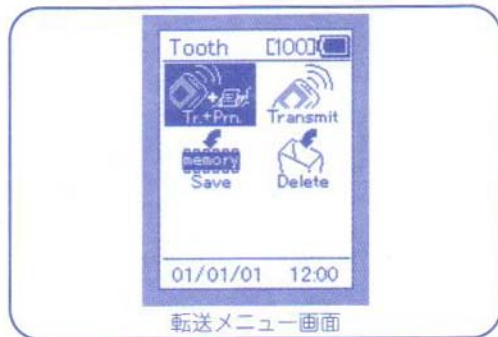 Tooth [100]
Tr.+Prn. Transmit
memory
Save Delete
01/01/01 12:00
転送メニュー画面